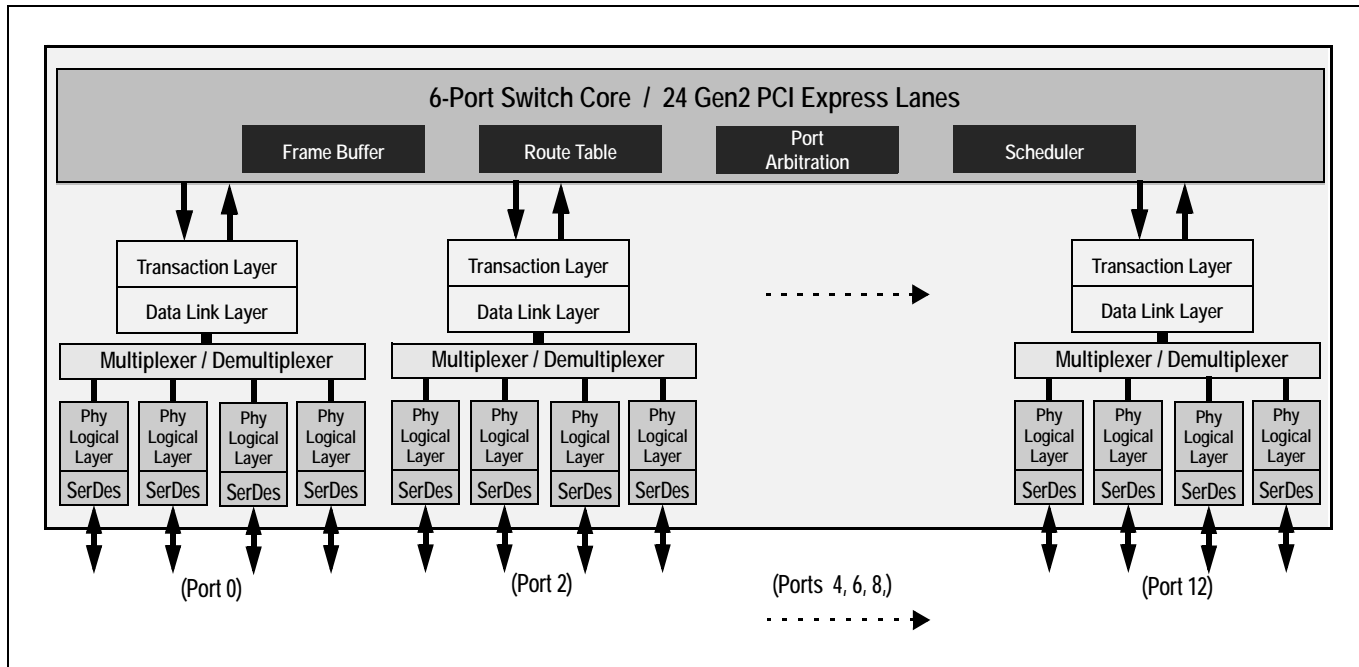 6-Port Switch Core / 24 Gen2 PCI Express Lanes
Frame Buffer
Route Table
Port
Arbitration
Scheduler
Transaction Layer
Data Link Layer
Multiplexer / Demultiplexer
Phy
Logical
Layer
SerDes
Phy
Logical
Layer
SerDes
Phy
Logical
Layer
SerDes
Phy
Logical
Layer
SerDes
(Port 0)
Transaction Layer
Data Link Layer
Multiplexer / Demultiplexer
Phy
Logical
Layer
SerDes
Phy
Logical
Layer
SerDes
Phy
Logical
Layer
SerDes
Phy
Logical
Layer
SerDes
(Port 2)
(Ports 4, 6, 8,)
Transaction Layer
Data Link Layer
Multiplexer / Demultiplexer
Phy
Logical
Layer
SerDes
Phy
Logical
Layer
SerDes
Phy
Logical
Layer
SerDes
Phy
Logical
Layer
SerDes
(Port 12)